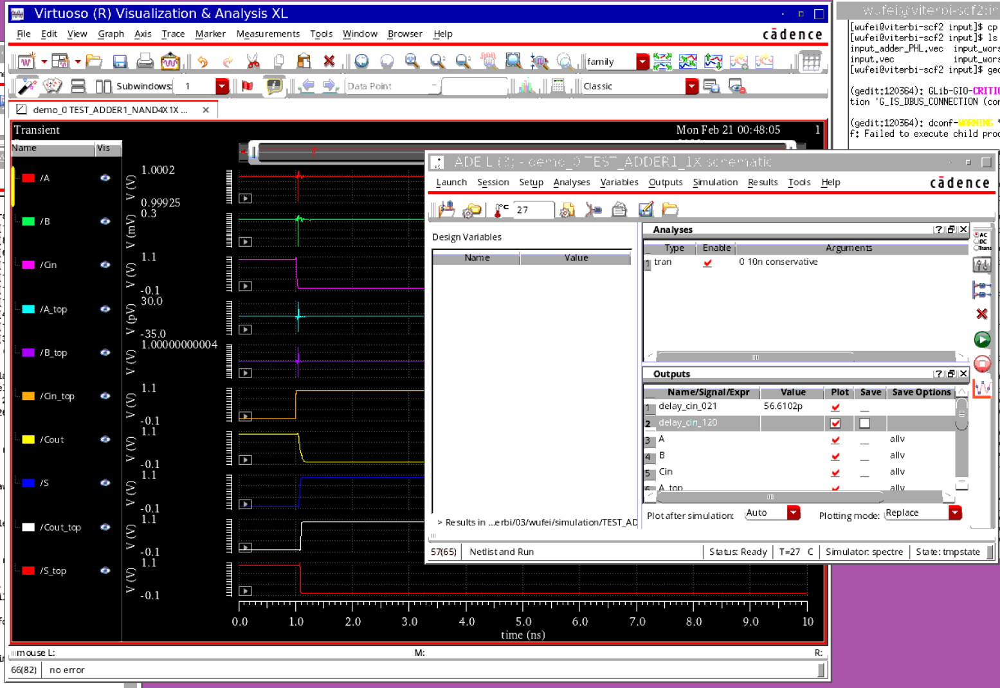 Virtuoso (R) Visualization & Analysis XL
File Edit View Graph Axis Trace Marker Measurements Tools Window Browser Help
cādence
family
Subwindows: 1
Data Point
Classic
demo_0 TEST_ADDER1_NAND4X1X ...
Transient
Mon Feb 21 00:48:05
1
Name Vis
/A
V (V)
1.0002
0.99925
/B
V (mV)
0.3
/Cin
V (V)
1.1
-0.1
/A_top
V (pV)
30.0
-35.0
/B_top
V (V)
1.00000000004
/Cin_top
V (V)
1.1
-0.1
/Cout
V (V)
1.1
-0.1
/S
V (V)
1.1
-0.1
/Cout_top
V (V)
1.1
-0.1
/S_top
V (V)
1.1
-0.1
0.0 1.0 2.0 3.0 4.0 5.0 6.0 7.0 8.0 9.0 10
time (ns)
mouse L: M: R:
66(82) no error
wufei@viterbi-scf2:in
[wufei@viterbi-scf2 input]$ cp
[wufei@viterbi-scf2 input]$ ls
input_adder_PHL.vec input_wors
input.vec input_wors
[wufei@viterbi-scf2 input]$ ged
(gedit:120364): GLib-GIO-CRITIC
tion 'G_IS_DBUS_CONNECTION (con
(gedit:120364): dconf-WARNING *
f: Failed to execute child proc
ADE L (3) - demo_0 TEST_ADDER1_1X schematic
Launch Session Setup Analyses Variables Outputs Simulation Results Tools Help
cādence
°C 27
Design Variables
Name Value
> Results in ...erbi/03/wufei/simulation/TEST_AD
Analyses
Type Enable Arguments
1 tran 0 10n conservative
AC
DC
Trans
Outputs
Name/Signal/Expr Value Plot Save Save Options
1 delay_cin_021 56.6102p
2 delay_cin_120
3 A allv
4 B allv
5 Cin allv
6 A_top allv
Plot after simulation: Auto Plotting mode: Replace
57(65) Netlist and Run Status: Ready T=27 C Simulator: spectre State: tmpstate